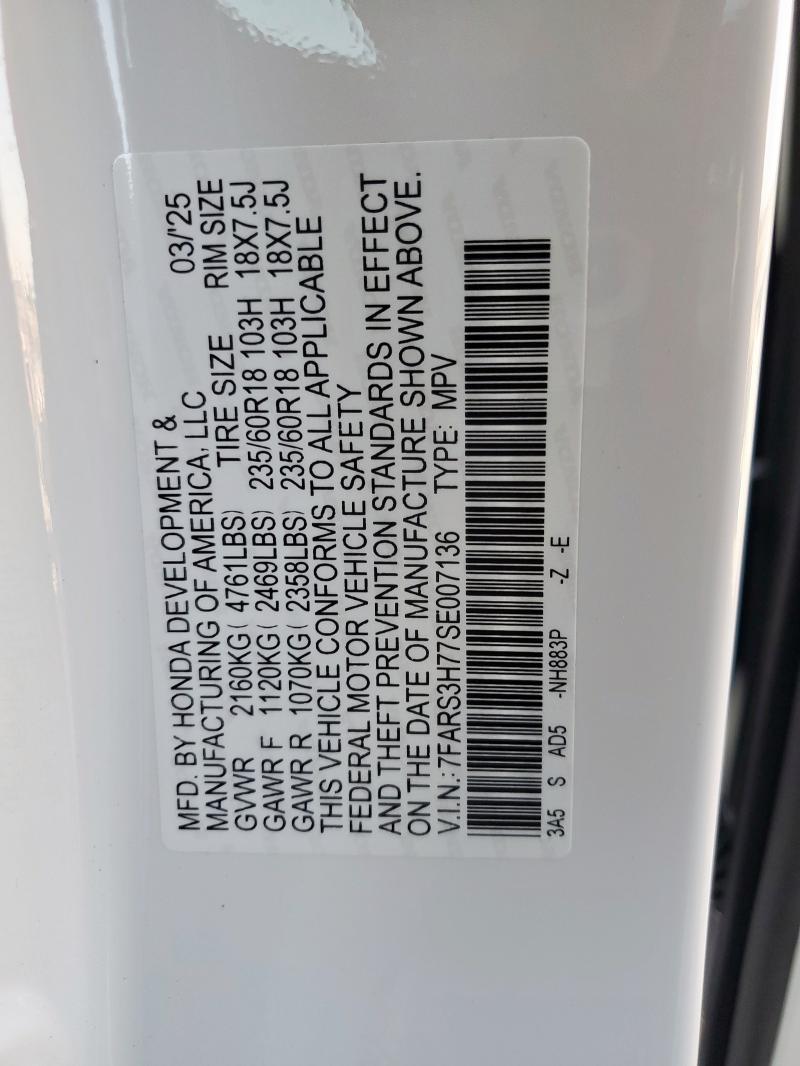 MFD. BY HONDA DEVELOPMENT &
MANUFACTURING OF AMERICA, LLC 03/'25
GVWR 2160KG( 4761LBS) TIRE SIZE RIM SIZE
GAWR F 1120KG( 2469LBS) 235/60R18 103H 18X7.5J
GAWR R 1070KG( 2358LBS) 235/60R18 103H 18X7.5J
THIS VEHICLE CONFORMS TO ALL APPLICABLE
FEDERAL MOTOR VEHICLE SAFETY
AND THEFT PREVENTION STANDARDS IN EFFECT
ON THE DATE OF MANUFACTURE SHOWN ABOVE.
V.I.N.: 7FARS3H77SE007136 TYPE: MPV
3A5 S AD5 -NH883P -Z -E